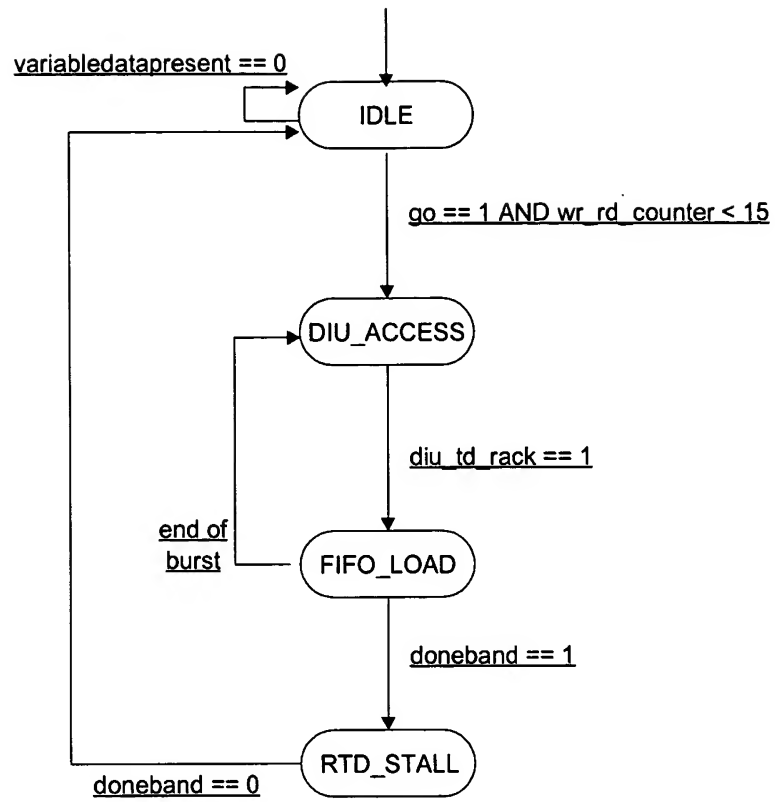 variabledatapresent == 0
IDLE
go == 1 AND wr_rd_counter < 15
DIU_ACCESS
diu_td_rack == 1
end of
burst
FIFO_LOAD
doneband == 1
RTD_STALL
doneband == 0